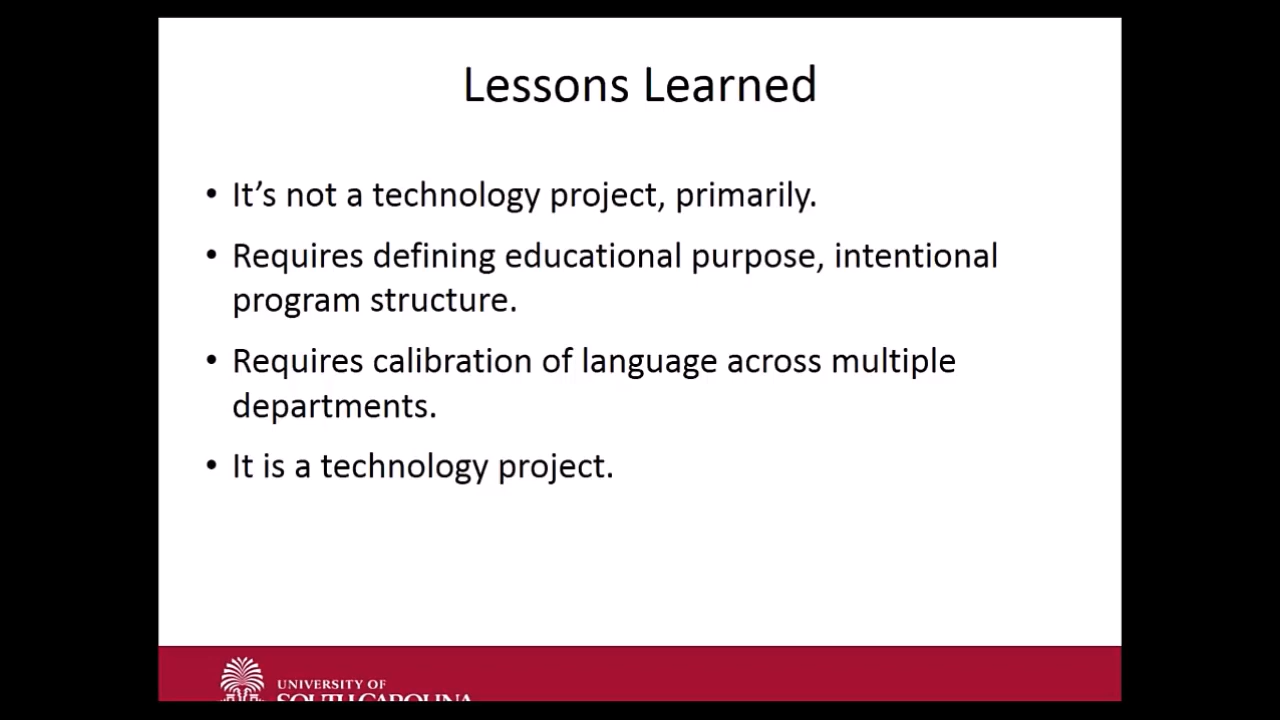 Lessons Learned
• It’s not a technology project, primarily.
• Requires defining educational purpose, intentional
program structure.
• Requires calibration of language across multiple
departments.
• It is a technology project.
UNIVERSITY OF
SOUTH CAROLINA